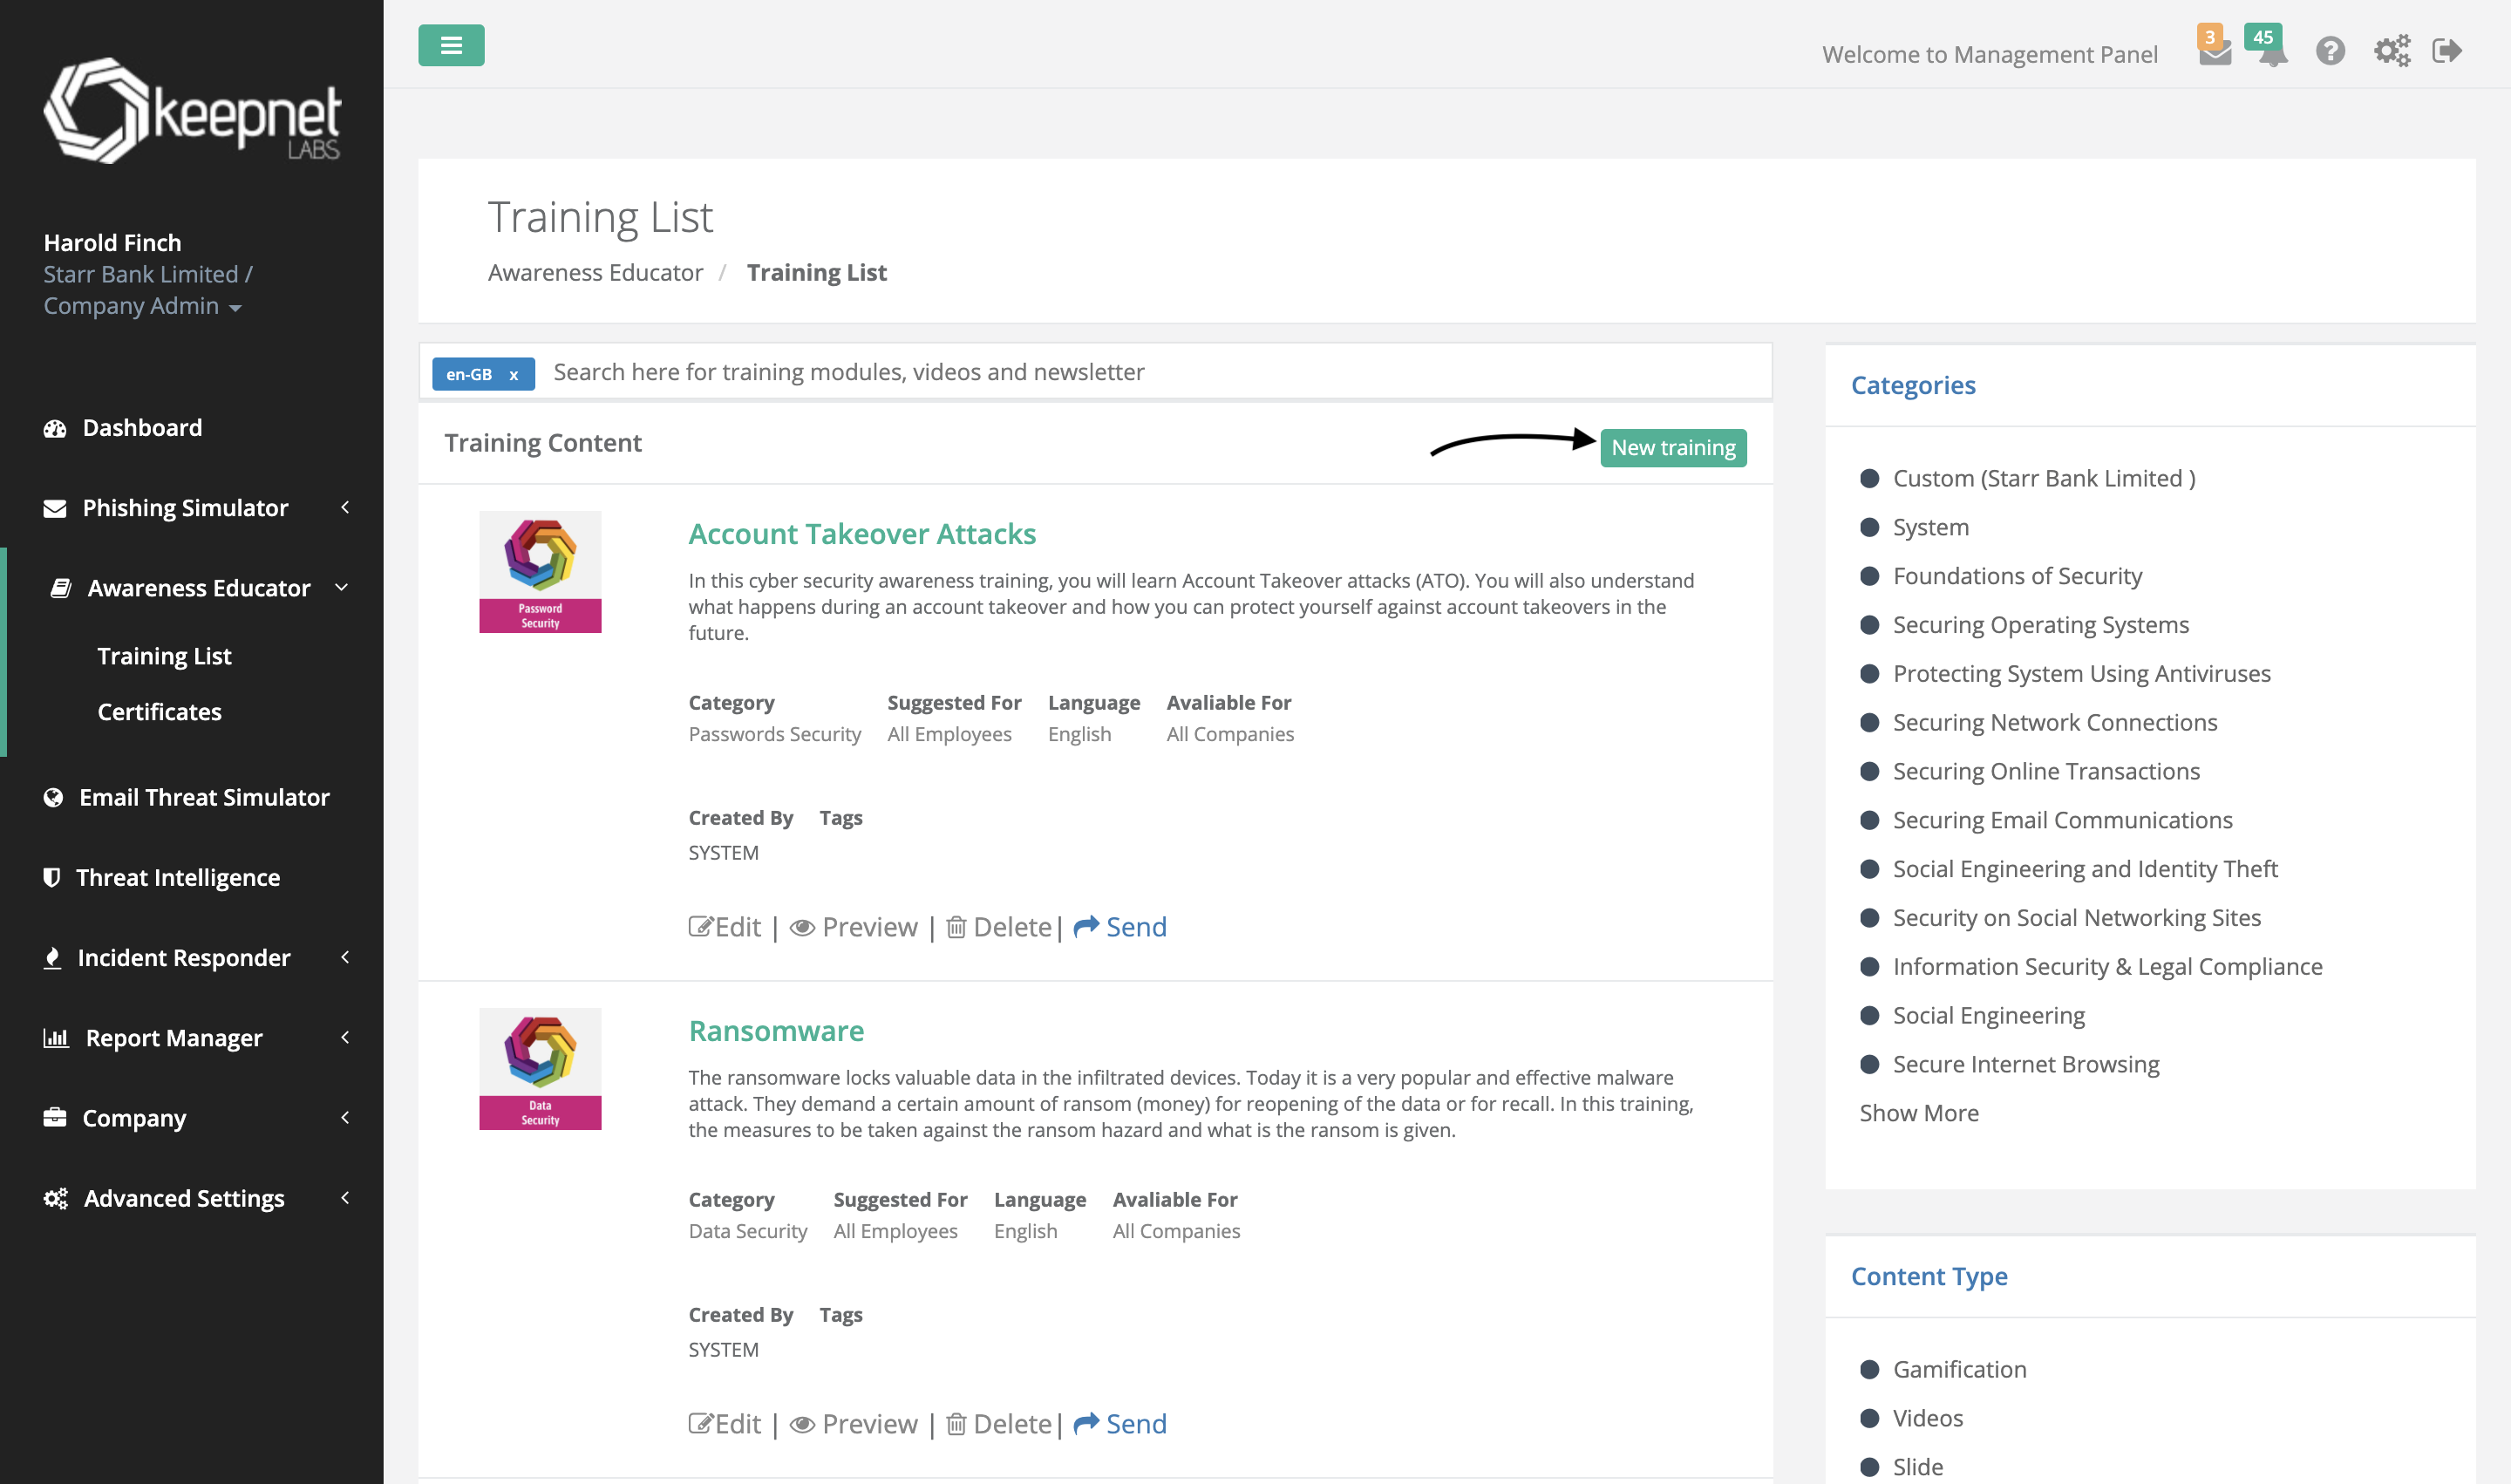 keepnet
LABS
Harold Finch
Starr Bank Limited /
Company Admin
Dashboard
Phishing Simulator
Awareness Educator
Training List
Certificates
Email Threat Simulator
Threat Intelligence
Incident Responder
Report Manager
Company
Advanced Settings
Welcome to Management Panel
3
45
Training List
Awareness Educator / Training List
en-GB x Search here for training modules, videos and newsletter
Training Content
New training
Password
Security
Account Takeover Attacks
In this cyber security awareness training, you will learn Account Takeover attacks (ATO). You will also understand
what happens during an account takeover and how you can protect yourself against account takeovers in the
future.
Category Suggested For Language Avaliable For
Passwords Security All Employees English All Companies
Created By Tags
SYSTEM
Edit | Preview | Delete | Send
Data
Security
Ransomware
The ransomware locks valuable data in the infiltrated devices. Today it is a very popular and effective malware
attack. They demand a certain amount of ransom (money) for reopening of the data or for recall. In this training,
the measures to be taken against the ransom hazard and what is the ransom is given.
Category Suggested For Language Avaliable For
Data Security All Employees English All Companies
Created By Tags
SYSTEM
Edit | Preview | Delete | Send
Categories
Custom (Starr Bank Limited )
System
Foundations of Security
Securing Operating Systems
Protecting System Using Antiviruses
Securing Network Connections
Securing Online Transactions
Securing Email Communications
Social Engineering and Identity Theft
Security on Social Networking Sites
Information Security & Legal Compliance
Social Engineering
Secure Internet Browsing
Show More
Content Type
Gamification
Videos
Slide